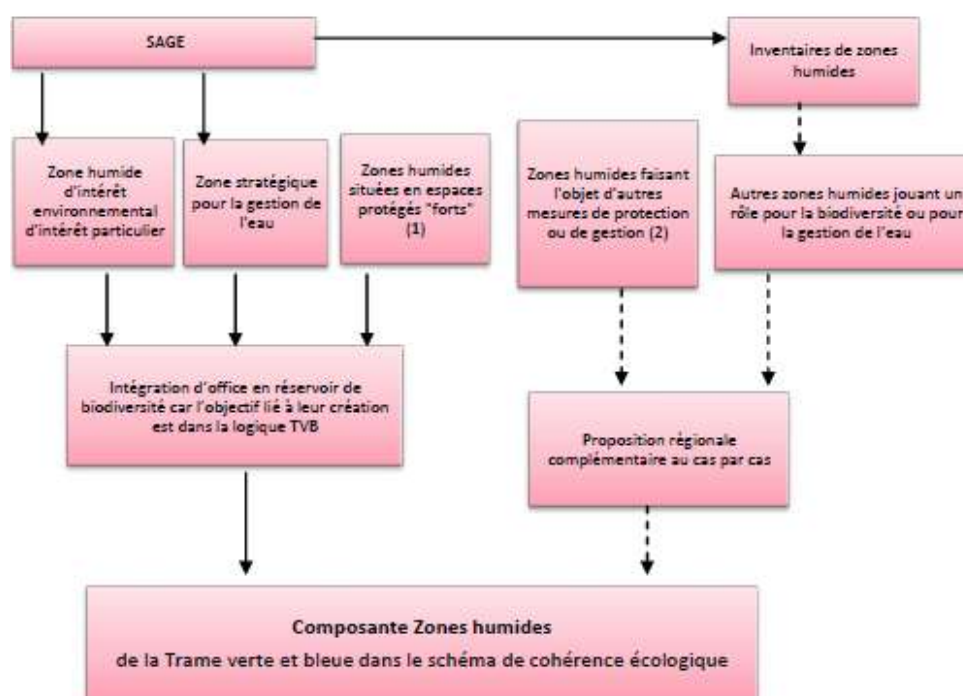 SAGE
Inventaires de zones
humides
Zone humide
d'intérêt
environnemental
d'intérêt particulier
Zone stratégique
pour la gestion de
l'eau
Zones humides
situées en espaces
protégés "forts"
(1)
Zones humides faisant
l'objet d'autres
mesures de protection
ou de gestion (2)
Autres zones humides jouant un
rôle pour la biodiversité ou pour
la gestion de l'eau
Intégration d'office en réservoir de
biodiversité car l'objectif lié à leur création
est dans la logique TVB
Proposition régionale
complémentaire au cas par cas
Composante Zones humides
de la Trame verte et bleue dans le schéma de cohérence écologique